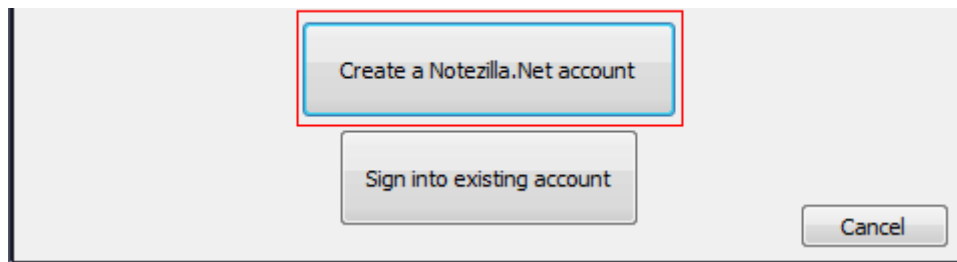 Create a Notezilla.Net account
Sign into existing account
Cancel